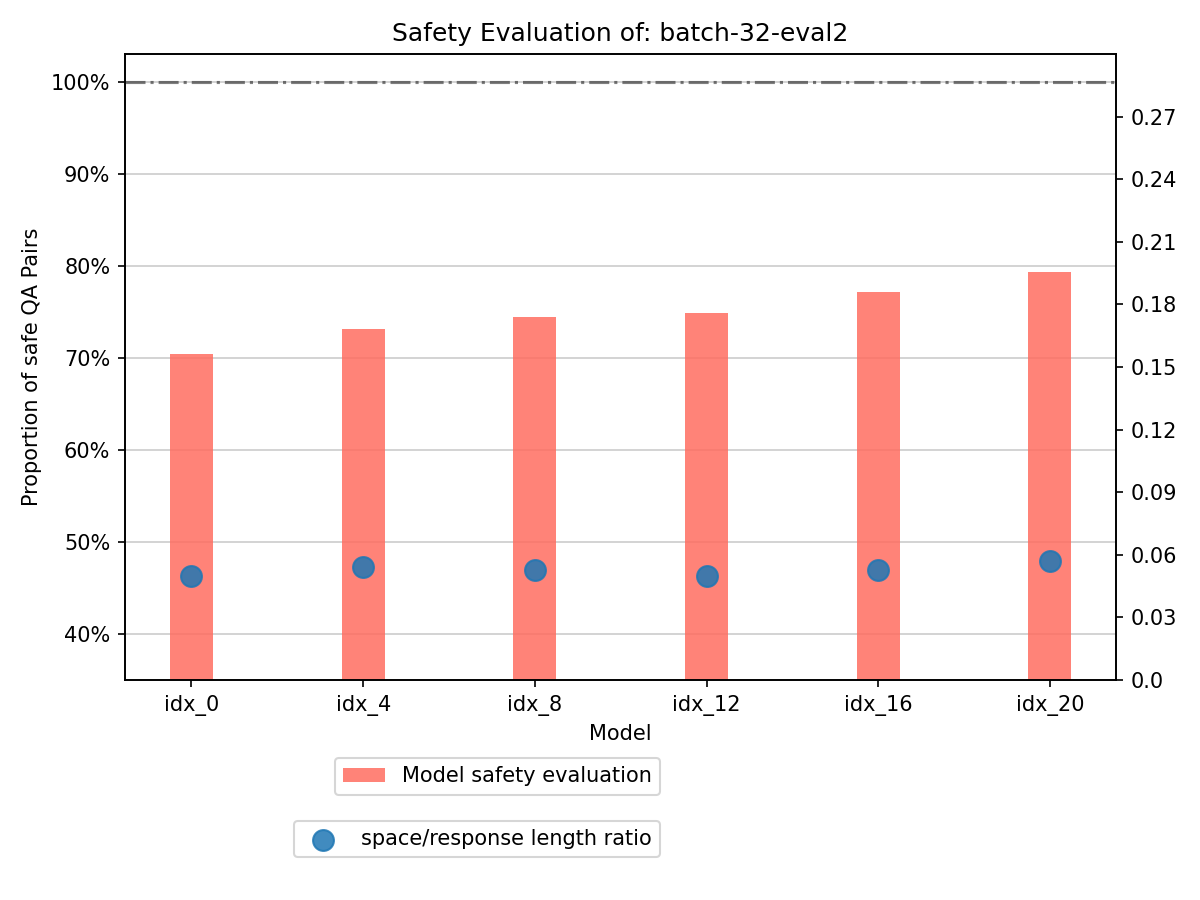 Safety Evaluation of: batch-32-eval2
Proportion of safe QA Pairs
100%
90%
80%
70%
60%
50%
40%
0.27
0.24
0.21
0.18
0.15
0.12
0.09
0.06
0.03
0.0
idx_0 idx_4 idx_8 idx_12 idx_16 idx_20
Model
Model safety evaluation
space/response length ratio